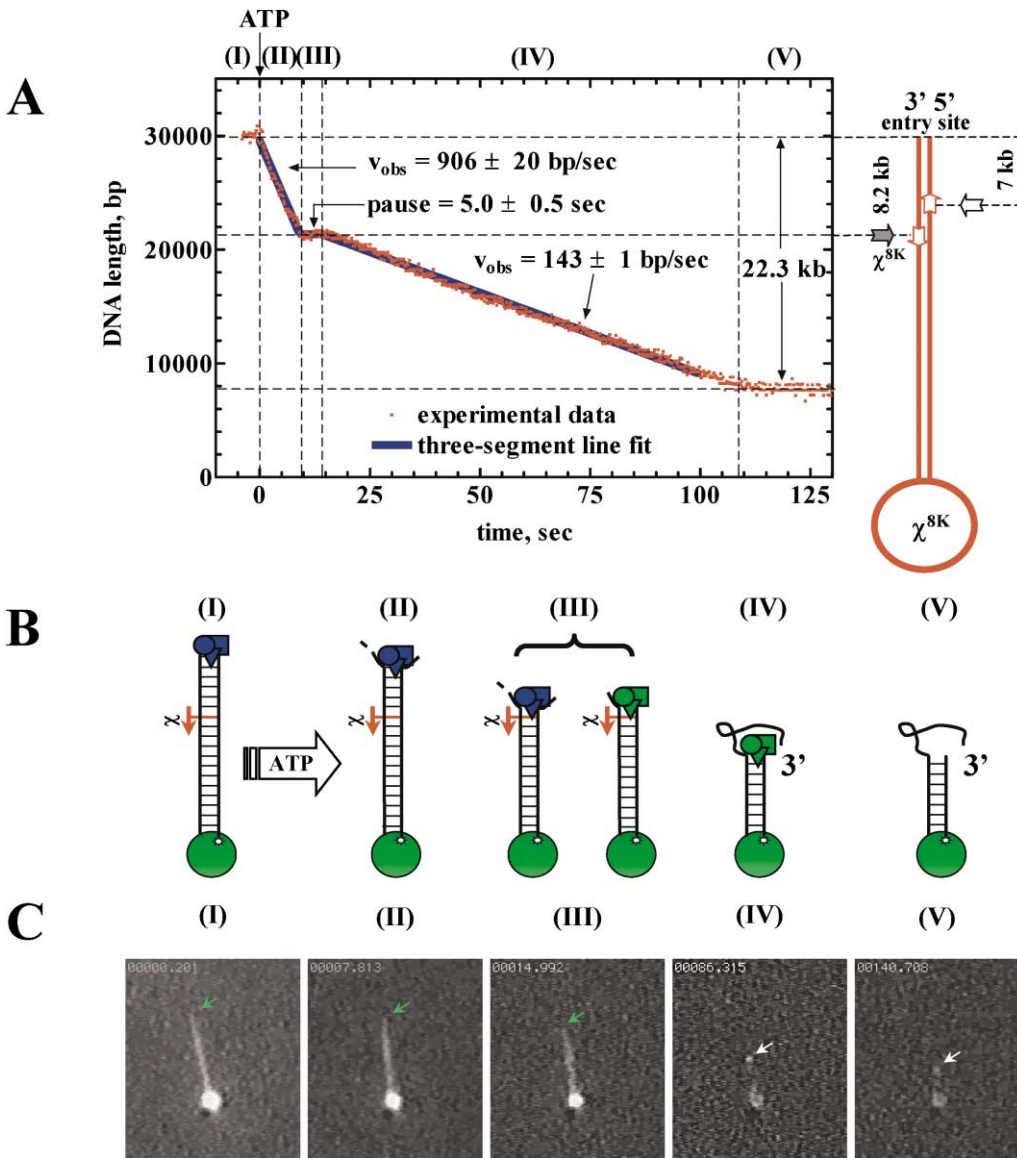 ATP
(I) (II) (III) (IV) (V)
A
DNA length, bp
30000
20000
10000
0
v_obs = 906 ± 20 bp/sec
pause = 5.0 ± 0.5 sec
v_obs = 143 ± 1 bp/sec
22.3 kb
experimental data
three-segment line fit
0 25 50 75 100 125
time, sec
3' 5'
entry site
8.2 kb
7 kb
χ8K
χ8K
B
(I) (II) (III) (IV) (V)
χ
ATP
χ
χ
χ
3'
3'
C
(I) (II) (III) (IV) (V)
00000.201
00007.813
00014.992
00086.315
00140.708